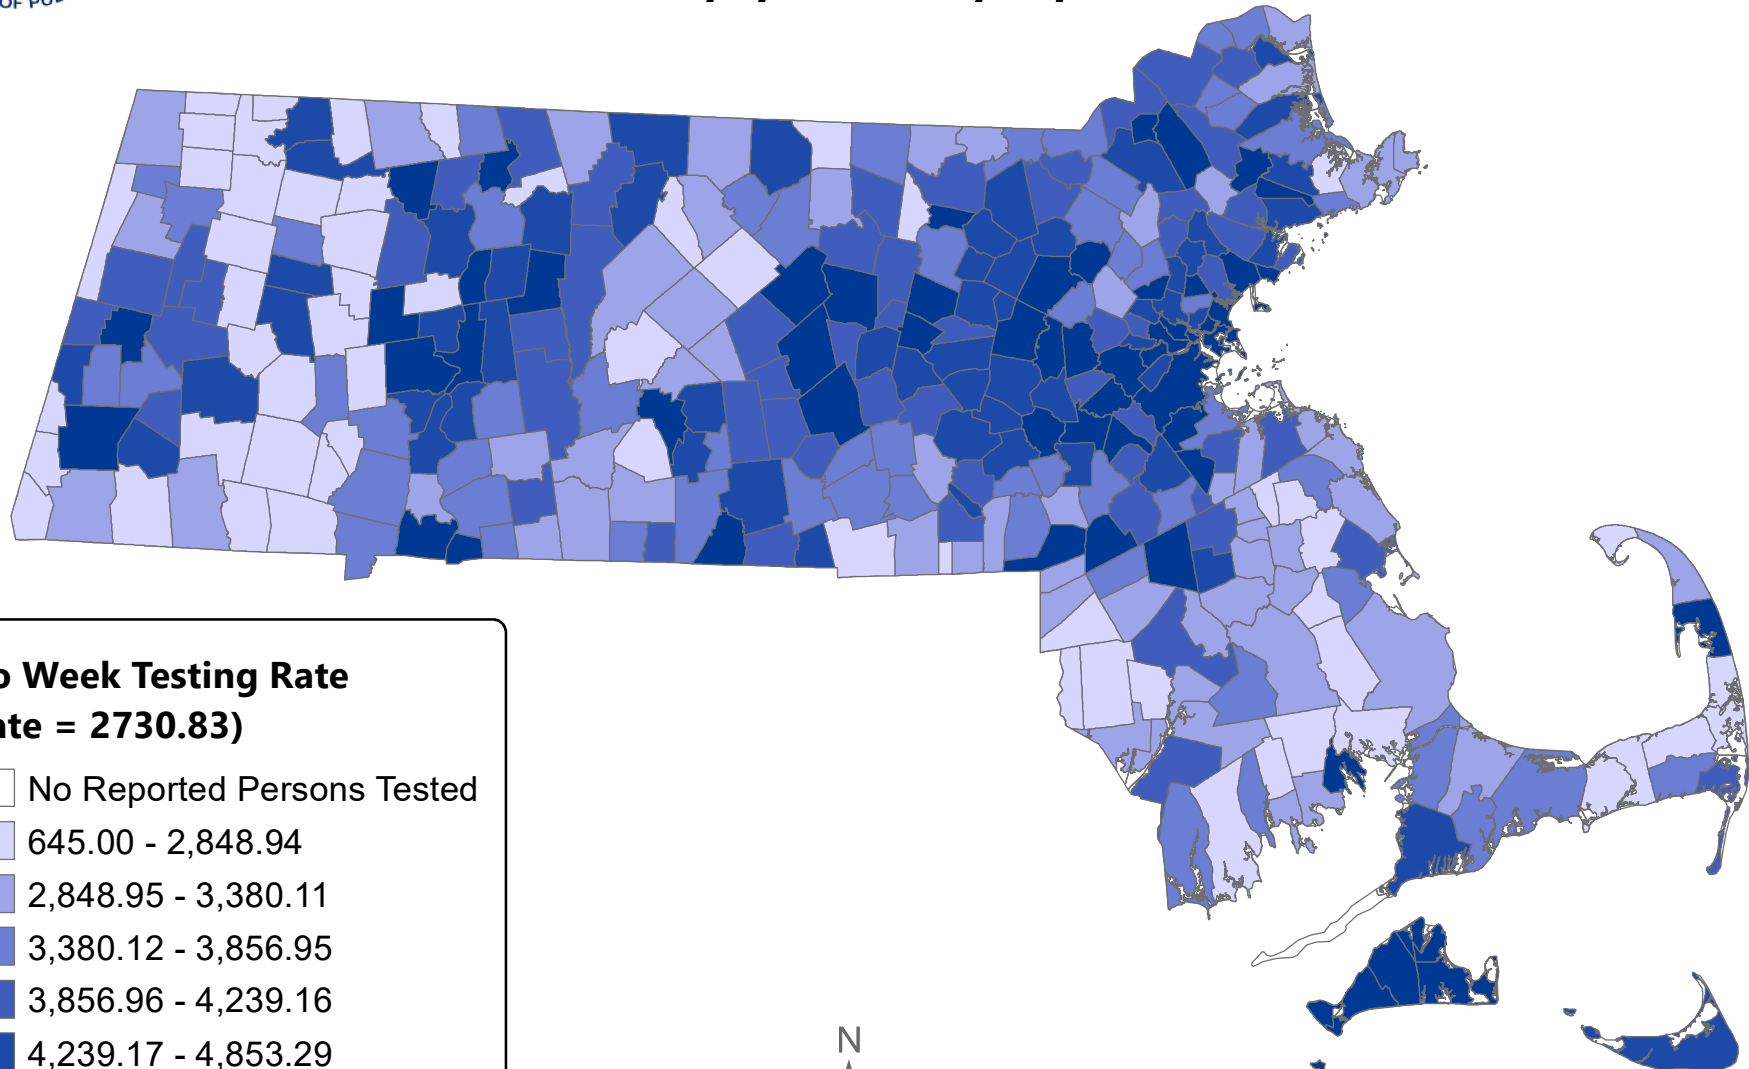 OF PU
o Week Testing Rate
ate = 2730.83)
No Reported Persons Tested
645.00 - 2,848.94
2,848.95 - 3,380.11
3,380.12 - 3,856.95
3,856.96 - 4,239.16
4,239.17 - 4,853.29
N